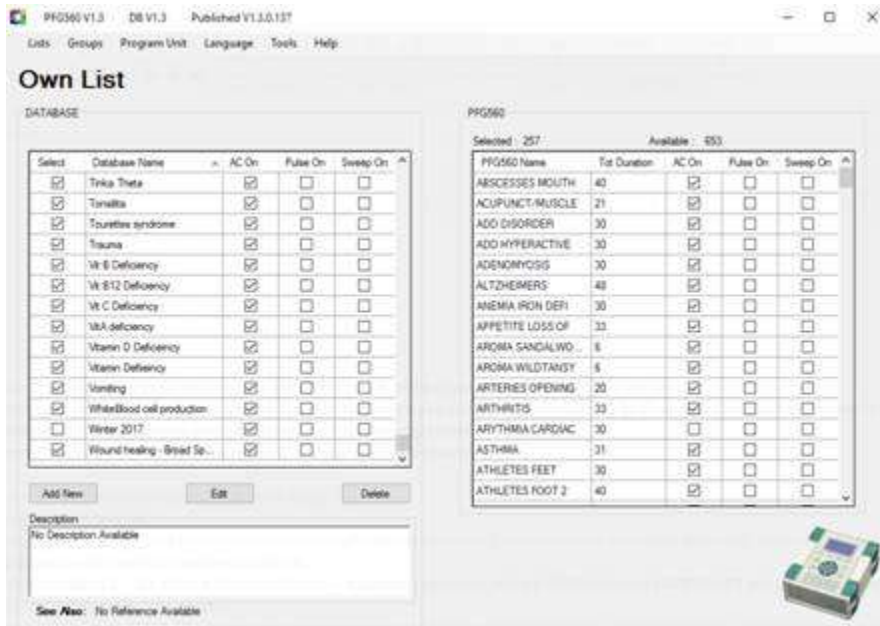 PFG560 V1.3 DB V1.3 Published V1.3.0.137
Lists Groups Program Unit Language Tools Help
Own List
DATABASE
Select Database Name AC On Pulse On Sweep On
Tinka Theta
Tonsilitis
Tourettes syndrome
Trauma
Vit B Deficiency
Vit B12 Deficiency
Vit C Deficiency
VitA deficiency
Vitamin D Deficeincy
Vitamin Defieincy
Vomiting
WhiteBlood cell production
Winter 2017
Wound healing - Broad Sp...
Add New Edit Delete
Description
No Description Available
See Also: No Reference Available
PFG560
Selected : 257 Available : 653
PFG560 Name Tot Duration AC On Pulse On Sweep On
ABSCESSES MOUTH 40
ACUPUNCT/MUSCLE 21
ADD DISORDER 30
ADD HYPERACTIVE 30
ADENOMYOSIS 30
ALTZHEIMERS 48
ANEMIA IRON DEFI 30
APPETITE LOSS OF 33
AROMA SANDALWO... 6
AROMA WILDTANSY 6
ARTERIES OPENING 20
ARTHRITIS 33
ARYTHMIA CARDIAC 30
ASTHMA 31
ATHLETES FEET 30
ATHLETES FOOT 2 40